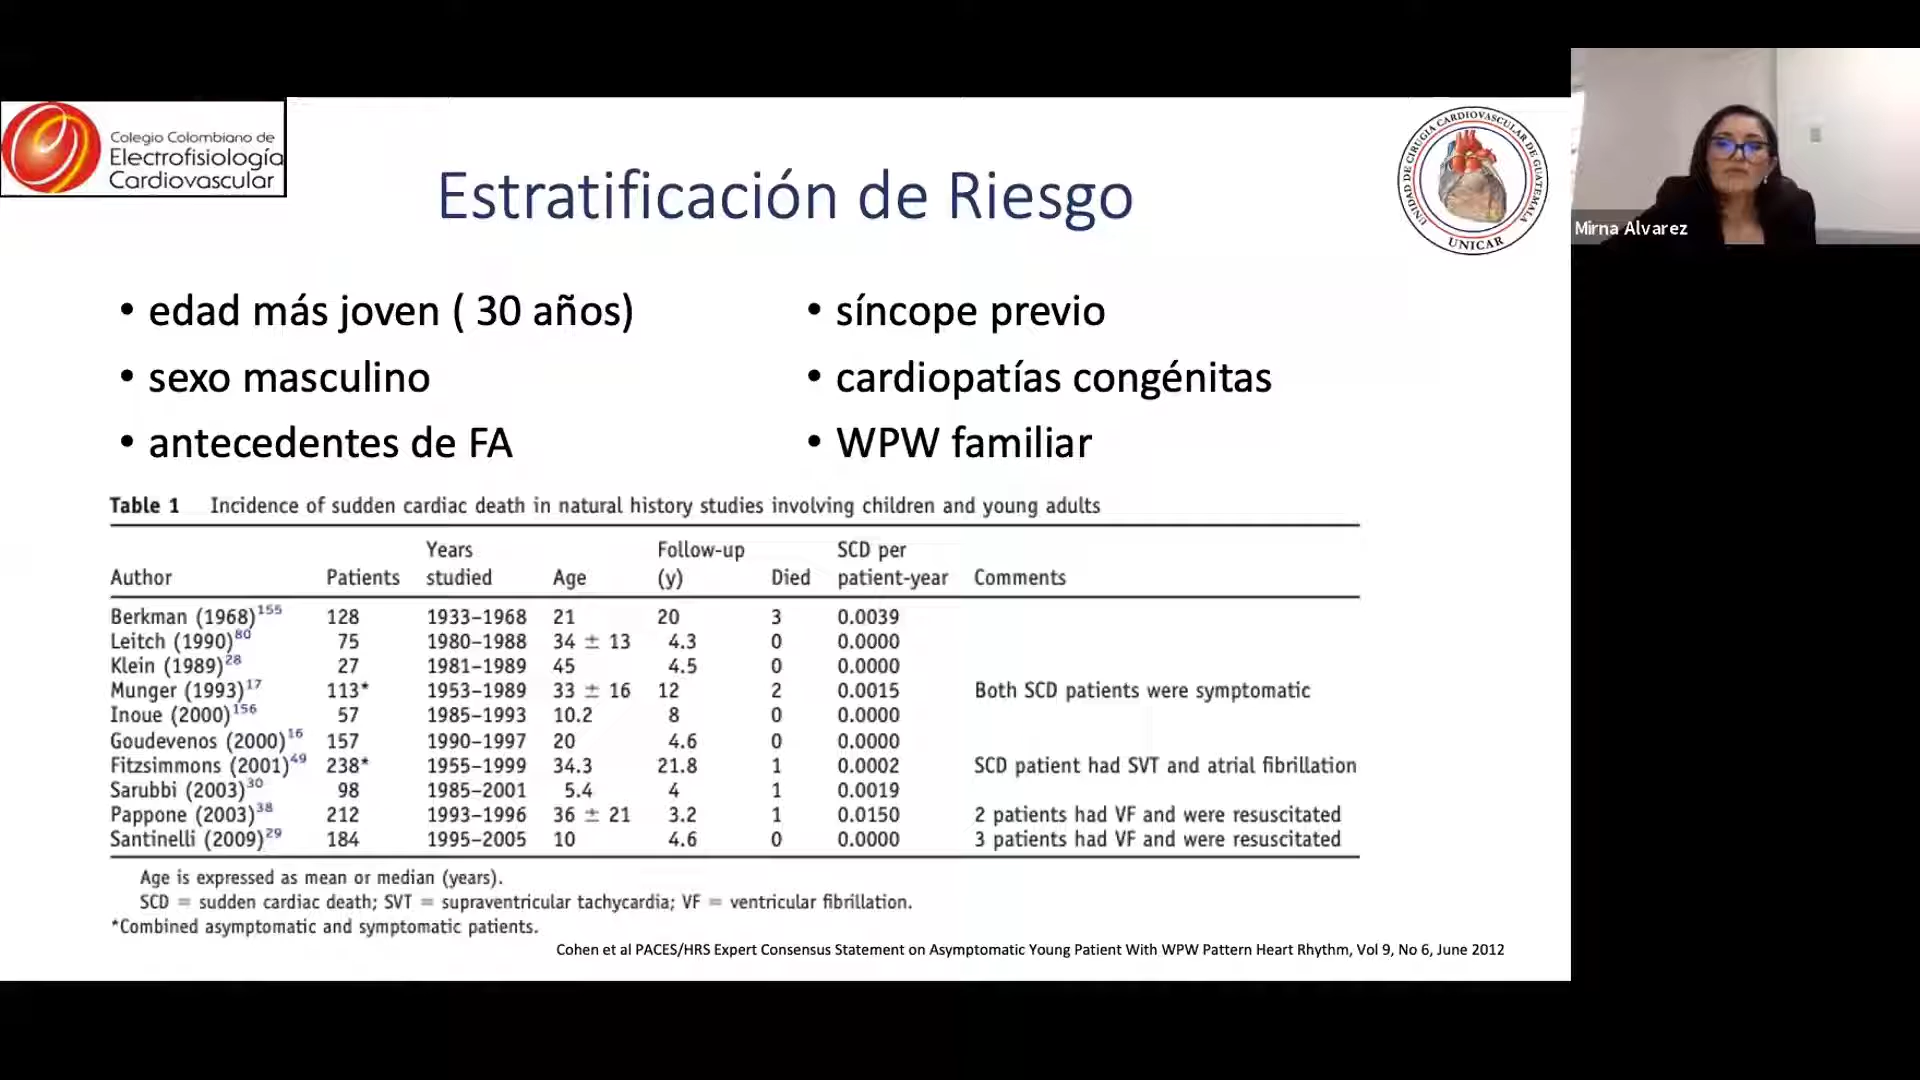 Colegio Colombiano de
Electrofisiología
Cardiovascular
Estratificación de Riesgo
UNIDAD DE CIRUGIA CARDIOVASCULAR DE GUATEMALA
UNICAR
Mirna Alvarez
• edad más joven ( 30 años)
• sexo masculino
• antecedentes de FA
• síncope previo
• cardiopatías congénitas
• WPW familiar
Table 1 Incidence of sudden cardiac death in natural history studies involving children and young adults
Author Patients Years studied Age Follow-up (y) Died SCD per patient-year Comments
Berkman (1968)155 128 1933–1968 21 20 3 0.0039
Leitch (1990)80 75 1980–1988 34 ± 13 4.3 0 0.0000
Klein (1989)28 27 1981–1989 45 4.5 0 0.0000
Munger (1993)17 113* 1953–1989 33 ± 16 12 2 0.0015 Both SCD patients were symptomatic
Inoue (2000)156 57 1985–1993 10.2 8 0 0.0000
Goudevenos (2000)16 157 1990–1997 20 4.6 0 0.0000
Fitzsimmons (2001)49 238* 1955–1999 34.3 21.8 1 0.0002 SCD patient had SVT and atrial fibrillation
Sarubbi (2003)30 98 1985–2001 5.4 4 1 0.0019
Pappone (2003)38 212 1993–1996 36 ± 21 3.2 1 0.0150 2 patients had VF and were resuscitated
Santinelli (2009)29 184 1995–2005 10 4.6 0 0.0000 3 patients had VF and were resuscitated
Age is expressed as mean or median (years).
SCD = sudden cardiac death; SVT = supraventricular tachycardia; VF = ventricular fibrillation.
*Combined asymptomatic and symptomatic patients.
Cohen et al PACES/HRS Expert Consensus Statement on Asymptomatic Young Patient With WPW Pattern Heart Rhythm, Vol 9, No 6, June 2012